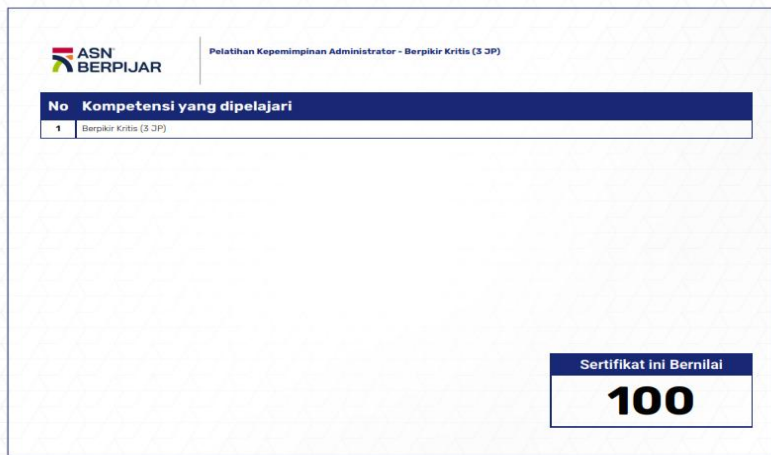 ASN
BERPIJAR
Pelatihan Kepemimpinan Administrator - Berpikir Kritis (3 JP)
No Kompetensi yang dipelajari
1 Berpikir Kritis (3 JP)
Sertifikat ini Bernilai
100